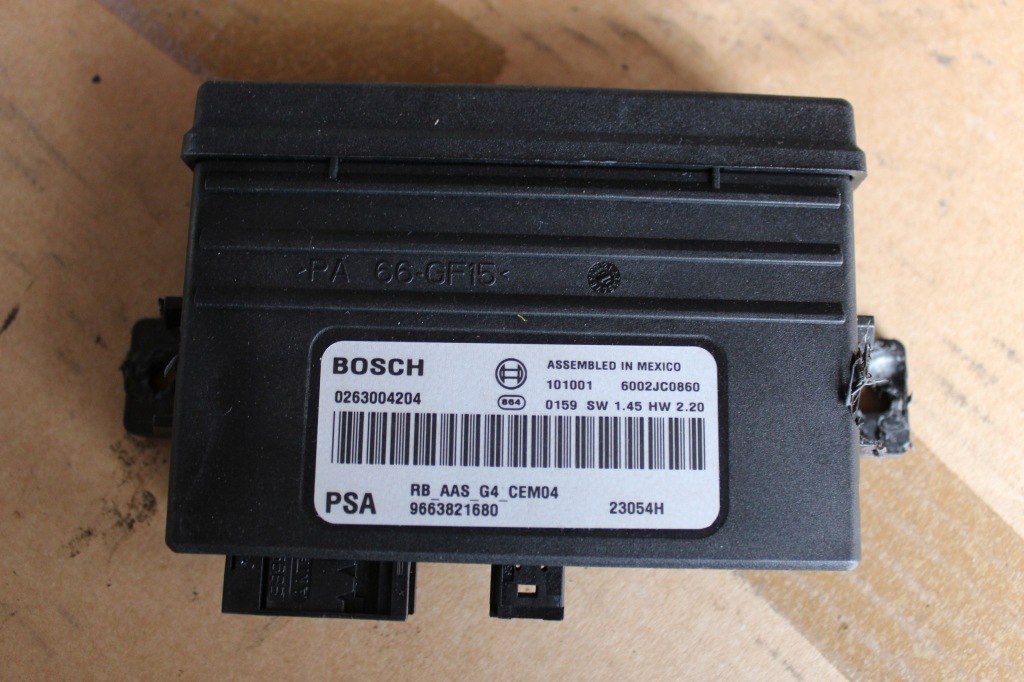 >PA 66-GF15<
BOSCH
0263004204
ASSEMBLED IN MEXICO
101001 6002JC0860
864 0159 SW 1.45 HW 2.20
RB_AAS_G4_CEM04
PSA 9663821680 23054H